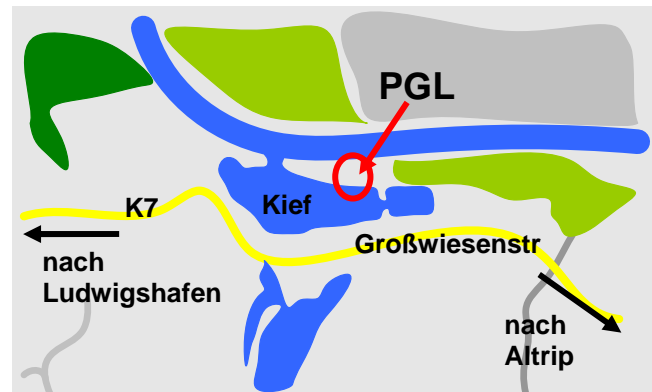 PGL
K7
Kief
Großwiesenstr
nach
Ludwigshafen
nach
Altrip